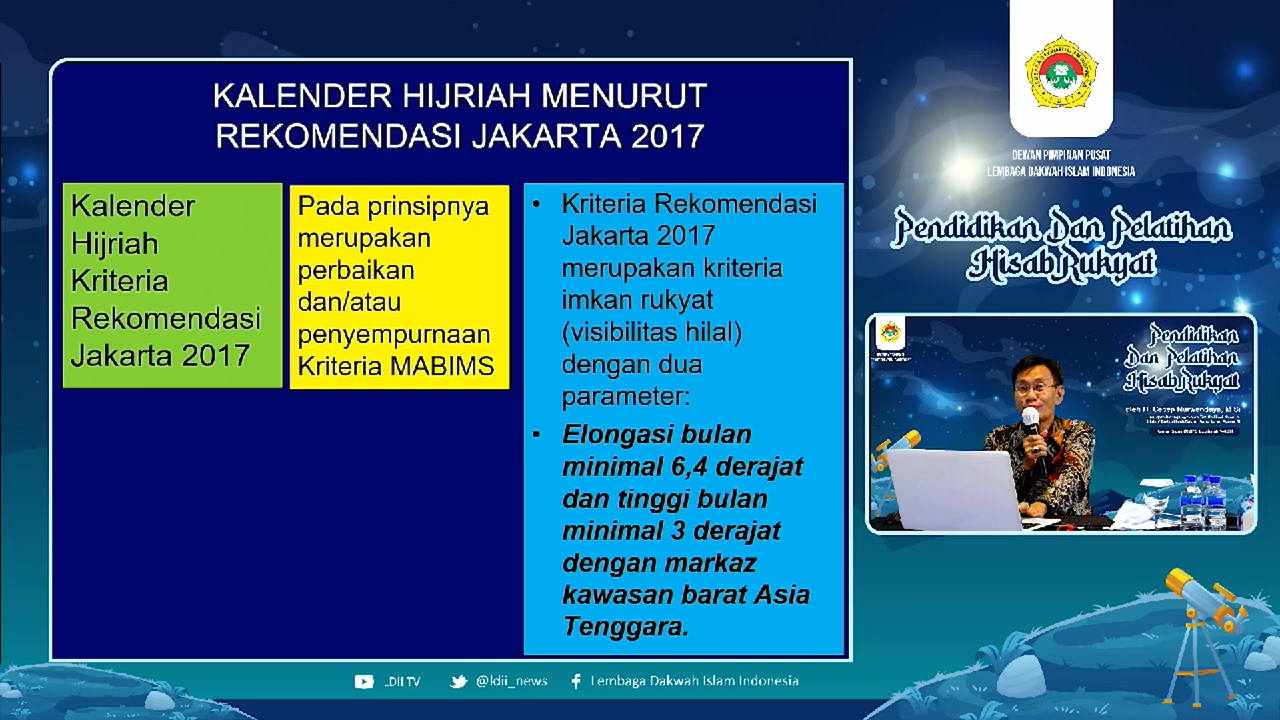 KALENDER HIJRIAH MENURUT
REKOMENDASI JAKARTA 2017
Kalender
Hijriah
Kriteria
Rekomendasi
Jakarta 2017
Pada prinsipnya
merupakan
perbaikan
dan/atau
penyempurnaan
Kriteria MABIMS
• Kriteria Rekomendasi
Jakarta 2017
merupakan kriteria
imkan rukyat
(visibilitas hilal)
dengan dua
parameter:
• Elongasi bulan
minimal 6,4 derajat
dan tinggi bulan
minimal 3 derajat
dengan markaz
kawasan barat Asia
Tenggara.
DEWAN PIMPINAN PUSAT
LEMBAGA DAKWAH ISLAM INDONESIA
Pendidikan Dan Pelatihan
Hisab Rukyat
Pendidikan
Dan Pelatihan
Hisab Rukyat
LDII TV
@ldii_news
Lembaga Dakwah Islam Indonesia